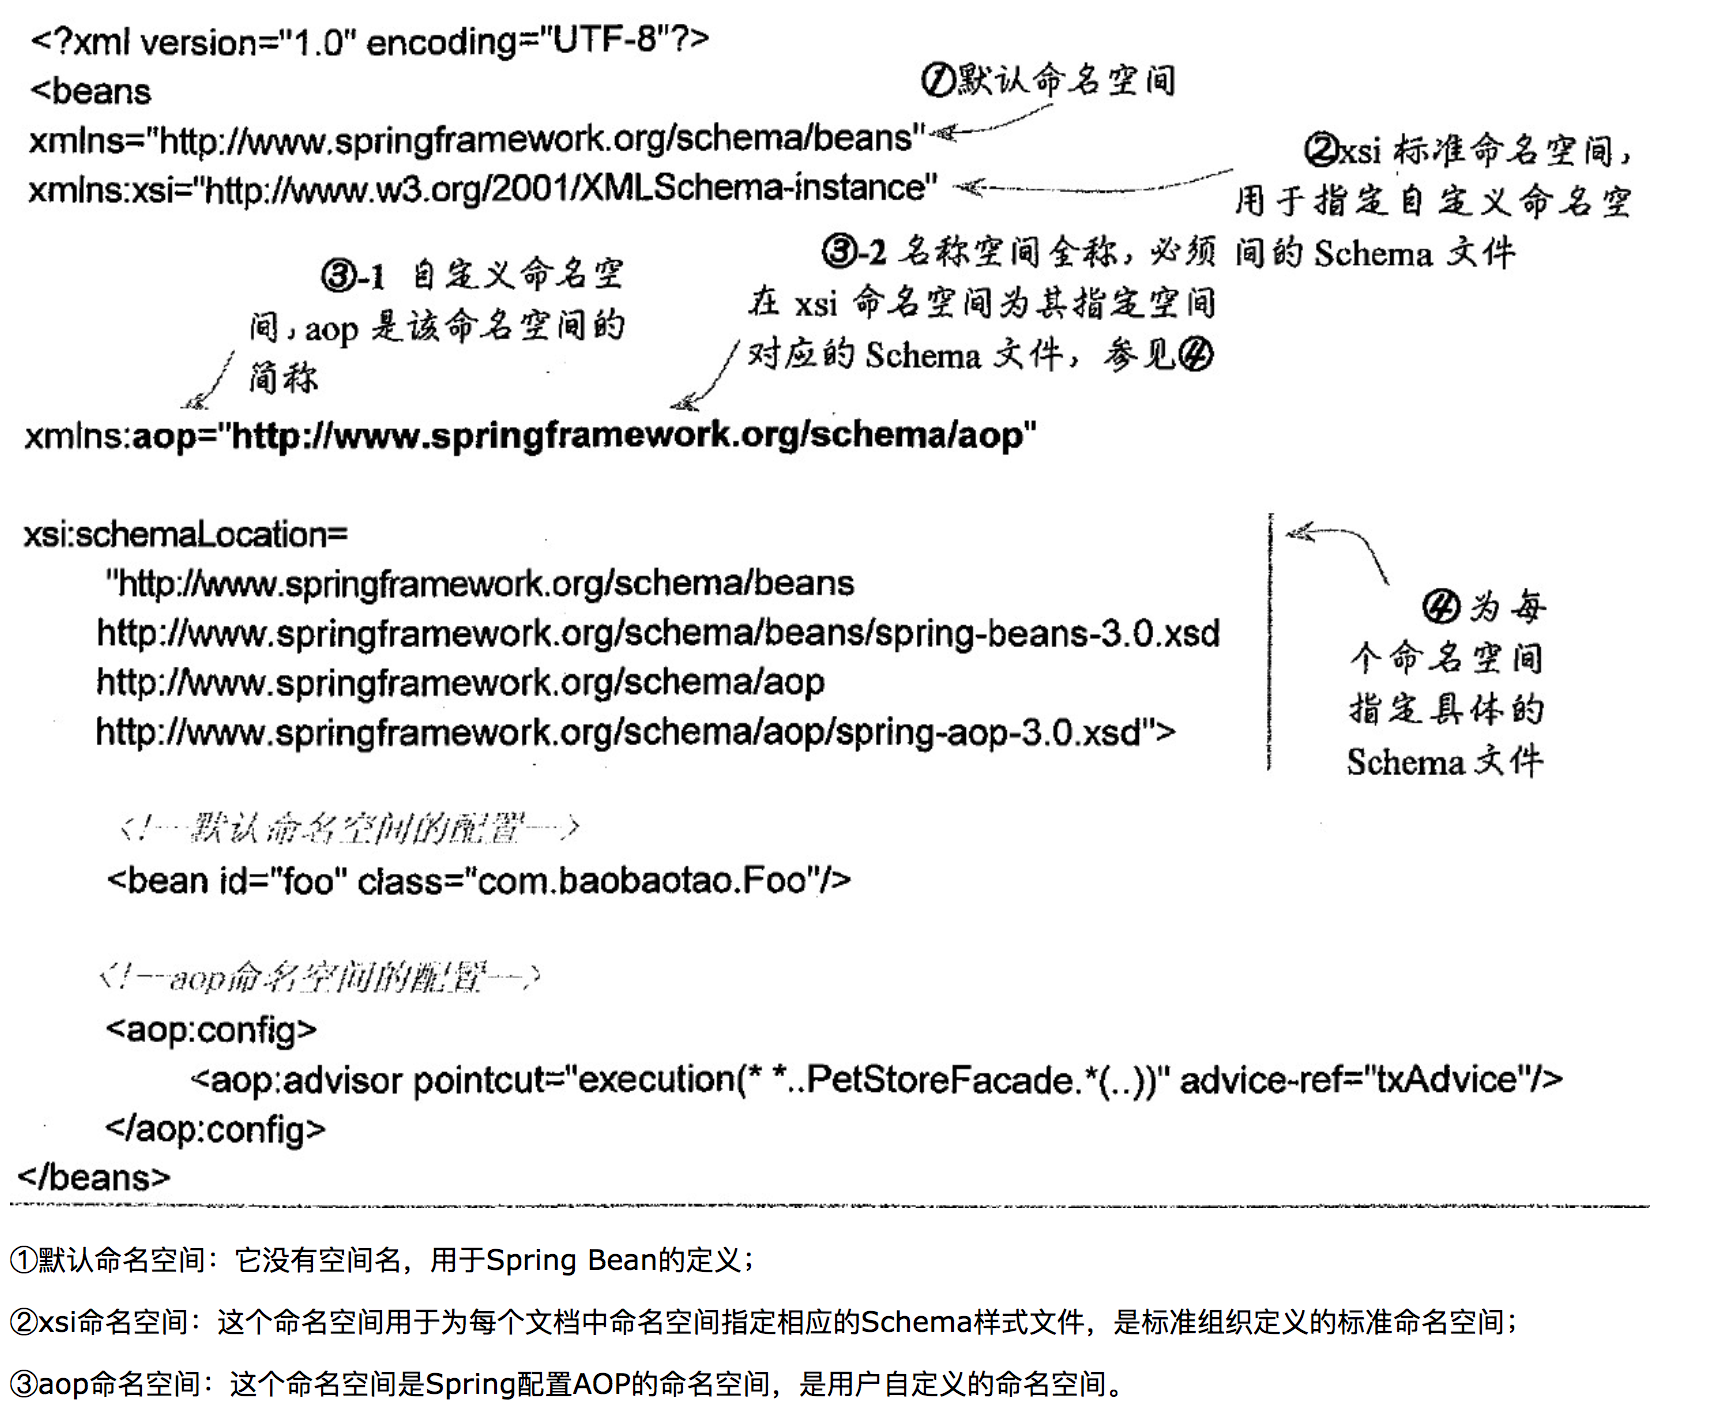 <?xml version="1.0" encoding="UTF-8"?>
<beans
①默认命名空间
xmlns="http://www.springframework.org/schema/beans"
②xsi 标准命名空间，
用于指定自定义命名空
间的 Schema 文件
xmlns:xsi="http://www.w3.org/2001/XMLSchema-instance"
③-1 自定义命名空
间，aop 是该命名空间的
简称
③-2 名称空间全称，必须
在 xsi 命名空间为其指定空间
对应的 Schema 文件，参见④
xmlns:aop="http://www.springframework.org/schema/aop"
xsi:schemaLocation=
"http://www.springframework.org/schema/beans
http://www.springframework.org/schema/beans/spring-beans-3.0.xsd
http://www.springframework.org/schema/aop
http://www.springframework.org/schema/aop/spring-aop-3.0.xsd">
④为每
个命名空间
指定具体的
Schema 文件
<!--默认命名空间的配置-->
<bean id="foo" class="com.baobaotao.Foo"/>
<!--aop命名空间的配置-->
<aop:config>
<aop:advisor pointcut="execution(* *..PetStoreFacade.*(..))" advice-ref="txAdvice"/>
</aop:config>
</beans>
①默认命名空间：它没有空间名，用于Spring Bean的定义；
②xsi命名空间：这个命名空间用于为每个文档中命名空间指定相应的Schema样式文件，是标准组织定义的标准命名空间；
③aop命名空间：这个命名空间是Spring配置AOP的命名空间，是用户自定义的命名空间。